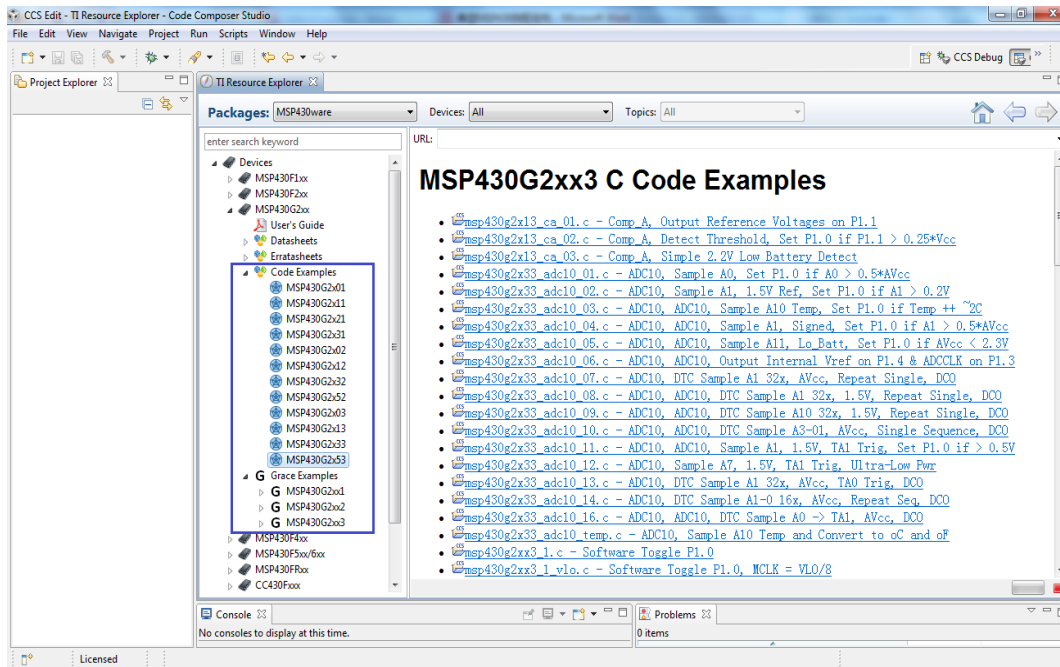 CCS Edit - TI Resource Explorer - Code Composer Studio
File Edit View Navigate Project Run Scripts Window Help
CCS Debug
Project Explorer
TI Resource Explorer
Packages: MSP430ware Devices: All Topics: All
enter search keyword
Devices
MSP430F1xx
MSP430F2xx
MSP430G2xx
User's Guide
Datasheets
Erratasheets
Code Examples
MSP430G2x01
MSP430G2x11
MSP430G2x21
MSP430G2x31
MSP430G2x02
MSP430G2x12
MSP430G2x32
MSP430G2x52
MSP430G2x03
MSP430G2x13
MSP430G2x33
MSP430G2x53
G Grace Examples
G MSP430G2xx1
G MSP430G2xx2
G MSP430G2xx3
MSP430F4xx
MSP430F5xx/6xx
MSP430FRxx
CC430Fxxx
URL:
MSP430G2xx3 C Code Examples
msp430g2x13_ca_01.c - Comp_A, Output Reference Voltages on P1.1
msp430g2x13_ca_02.c - Comp_A, Detect Threshold, Set P1.0 if P1.1 > 0.25*Vcc
msp430g2x13_ca_03.c - Comp_A, Simple 2.2V Low Battery Detect
msp430g2x33_adc10_01.c - ADC10, Sample A0, Set P1.0 if A0 > 0.5*AVcc
msp430g2x33_adc10_02.c - ADC10, Sample A1, 1.5V Ref, Set P1.0 if A1 > 0.2V
msp430g2x33_adc10_03.c - ADC10, ADC10, Sample A10 Temp, Set P1.0 if Temp ++ ~2C
msp430g2x33_adc10_04.c - ADC10, ADC10, Sample A1, Signed, Set P1.0 if A1 > 0.5*AVcc
msp430g2x33_adc10_05.c - ADC10, ADC10, Sample A11, Lo_Batt, Set P1.0 if AVcc < 2.3V
msp430g2x33_adc10_06.c - ADC10, ADC10, Output Internal Vref on P1.4 & ADCCLK on P1.3
msp430g2x33_adc10_07.c - ADC10, DTC Sample A1 32x, AVcc, Repeat Single, DCO
msp430g2x33_adc10_08.c - ADC10, ADC10, DTC Sample A1 32x, 1.5V, Repeat Single, DCO
msp430g2x33_adc10_09.c - ADC10, ADC10, DTC Sample A10 32x, 1.5V, Repeat Single, DCO
msp430g2x33_adc10_10.c - ADC10, ADC10, DTC Sample A3-01, AVcc, Single Sequence, DCO
msp430g2x33_adc10_11.c - ADC10, ADC10, Sample A1, 1.5V, TA1 Trig, Set P1.0 if > 0.5V
msp430g2x33_adc10_12.c - ADC10, Sample A7, 1.5V, TA1 Trig, Ultra-Low Pwr
msp430g2x33_adc10_13.c - ADC10, ADC10, DTC Sample A1 32x, AVcc, TA0 Trig, DCO
msp430g2x33_adc10_14.c - ADC10, ADC10, DTC Sample A1-0 16x, AVcc, Repeat Seq, DCO
msp430g2x33_adc10_16.c - ADC10, ADC10, DTC Sample A0 -> TA1, AVcc, DCO
msp430g2x33_adc10_temp.c - ADC10, Sample A10 Temp and Convert to oC and oF
msp430g2xx3_1.c - Software Toggle P1.0
msp430g2xx3_1_vlo.c - Software Toggle P1.0, MCLK = VLO/8
Console
No consoles to display at this time.
Problems
0 items
Licensed